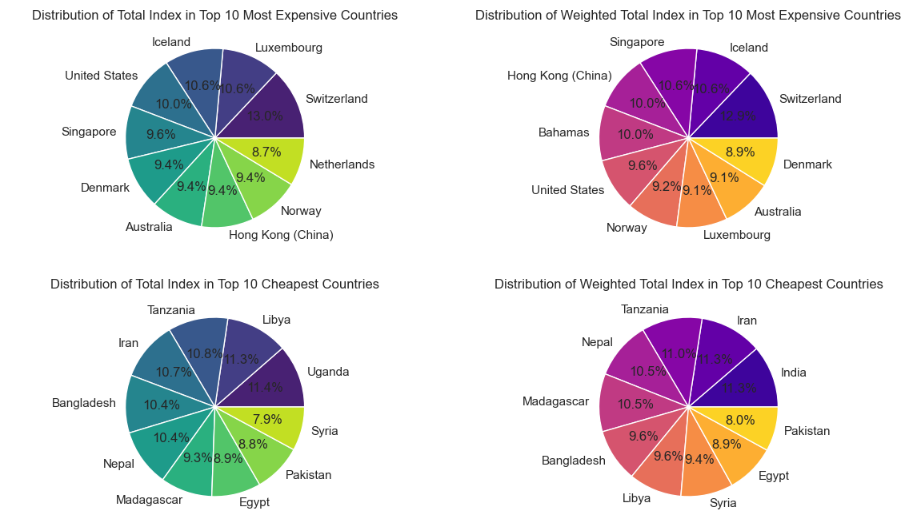 Distribution of Total Index in Top 10 Most Expensive Countries
Iceland
Luxembourg
United States
Switzerland
Singapore
Netherlands
Denmark
Norway
Australia
Hong Kong (China)
10.6%
10.0%
13.0%
9.6%
8.7%
9.4%
9.4%
9.4%
9.4%
Distribution of Weighted Total Index in Top 10 Most Expensive Countries
Singapore
Iceland
Hong Kong (China)
Switzerland
Bahamas
Denmark
United States
Australia
Norway
Luxembourg
10.6%
10.0%
10.0%
8.9%
9.6%
9.1%
9.2%
9.1%
Distribution of Total Index in Top 10 Cheapest Countries
Tanzania
Libya
Iran
Uganda
Bangladesh
Syria
Nepal
Pakistan
Madagascar
Egypt
10.8%
11.3%
10.7%
11.4%
10.4%
7.9%
10.4%
8.8%
9.3%
8.9%
Distribution of Weighted Total Index in Top 10 Cheapest Countries
Tanzania
Iran
Nepal
India
Madagascar
Pakistan
Bangladesh
Egypt
Libya
Syria
11.0%
11.3%
10.5%
10.5%
8.0%
9.6%
8.9%
9.6%
9.4%